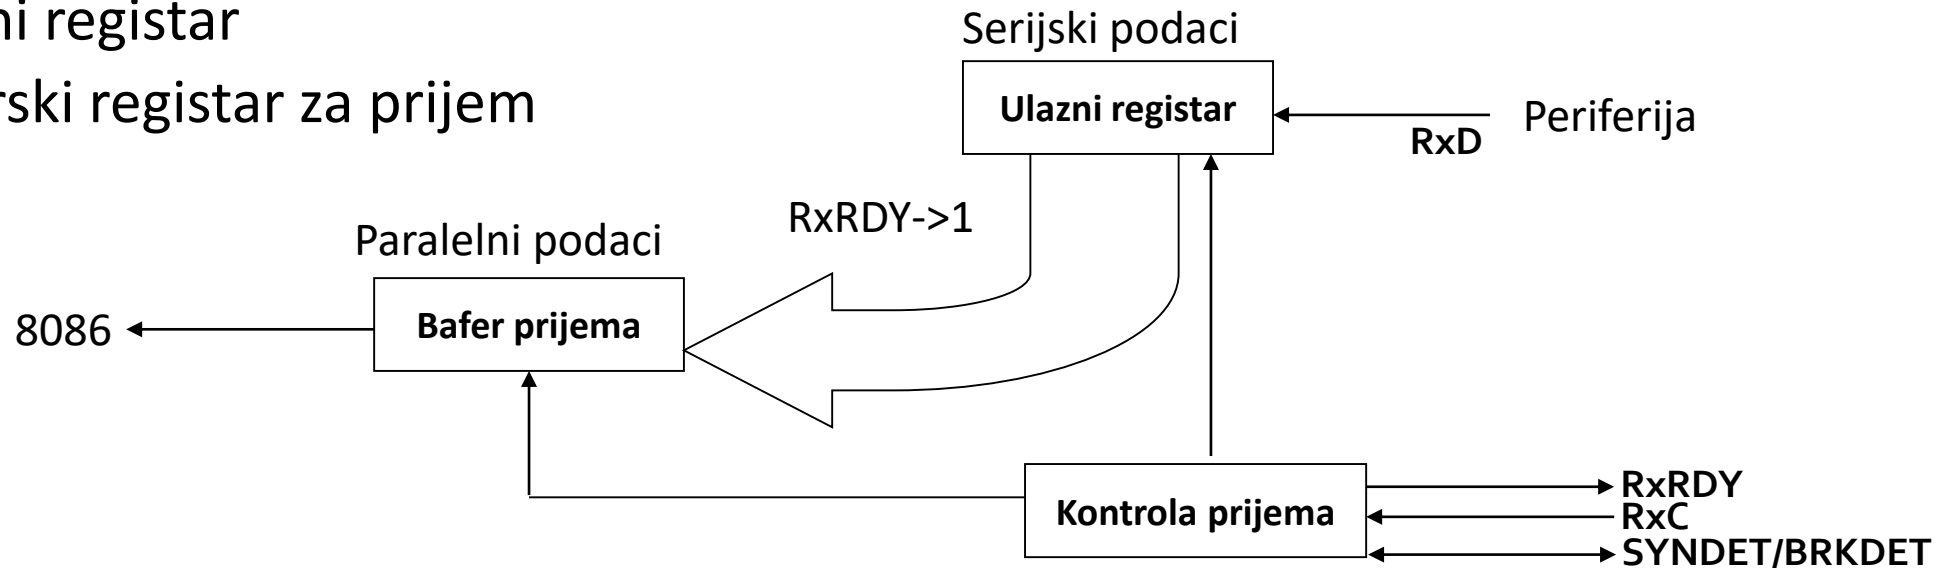 ni registar
rski registar za prijem
Serijski podaci
Ulazni registar
RxD
Periferija
RxRDY->1
Paralelni podaci
Bafer prijema
8086
Kontrola prijema
RxRDY
RxC
SYNDET/BRKDET